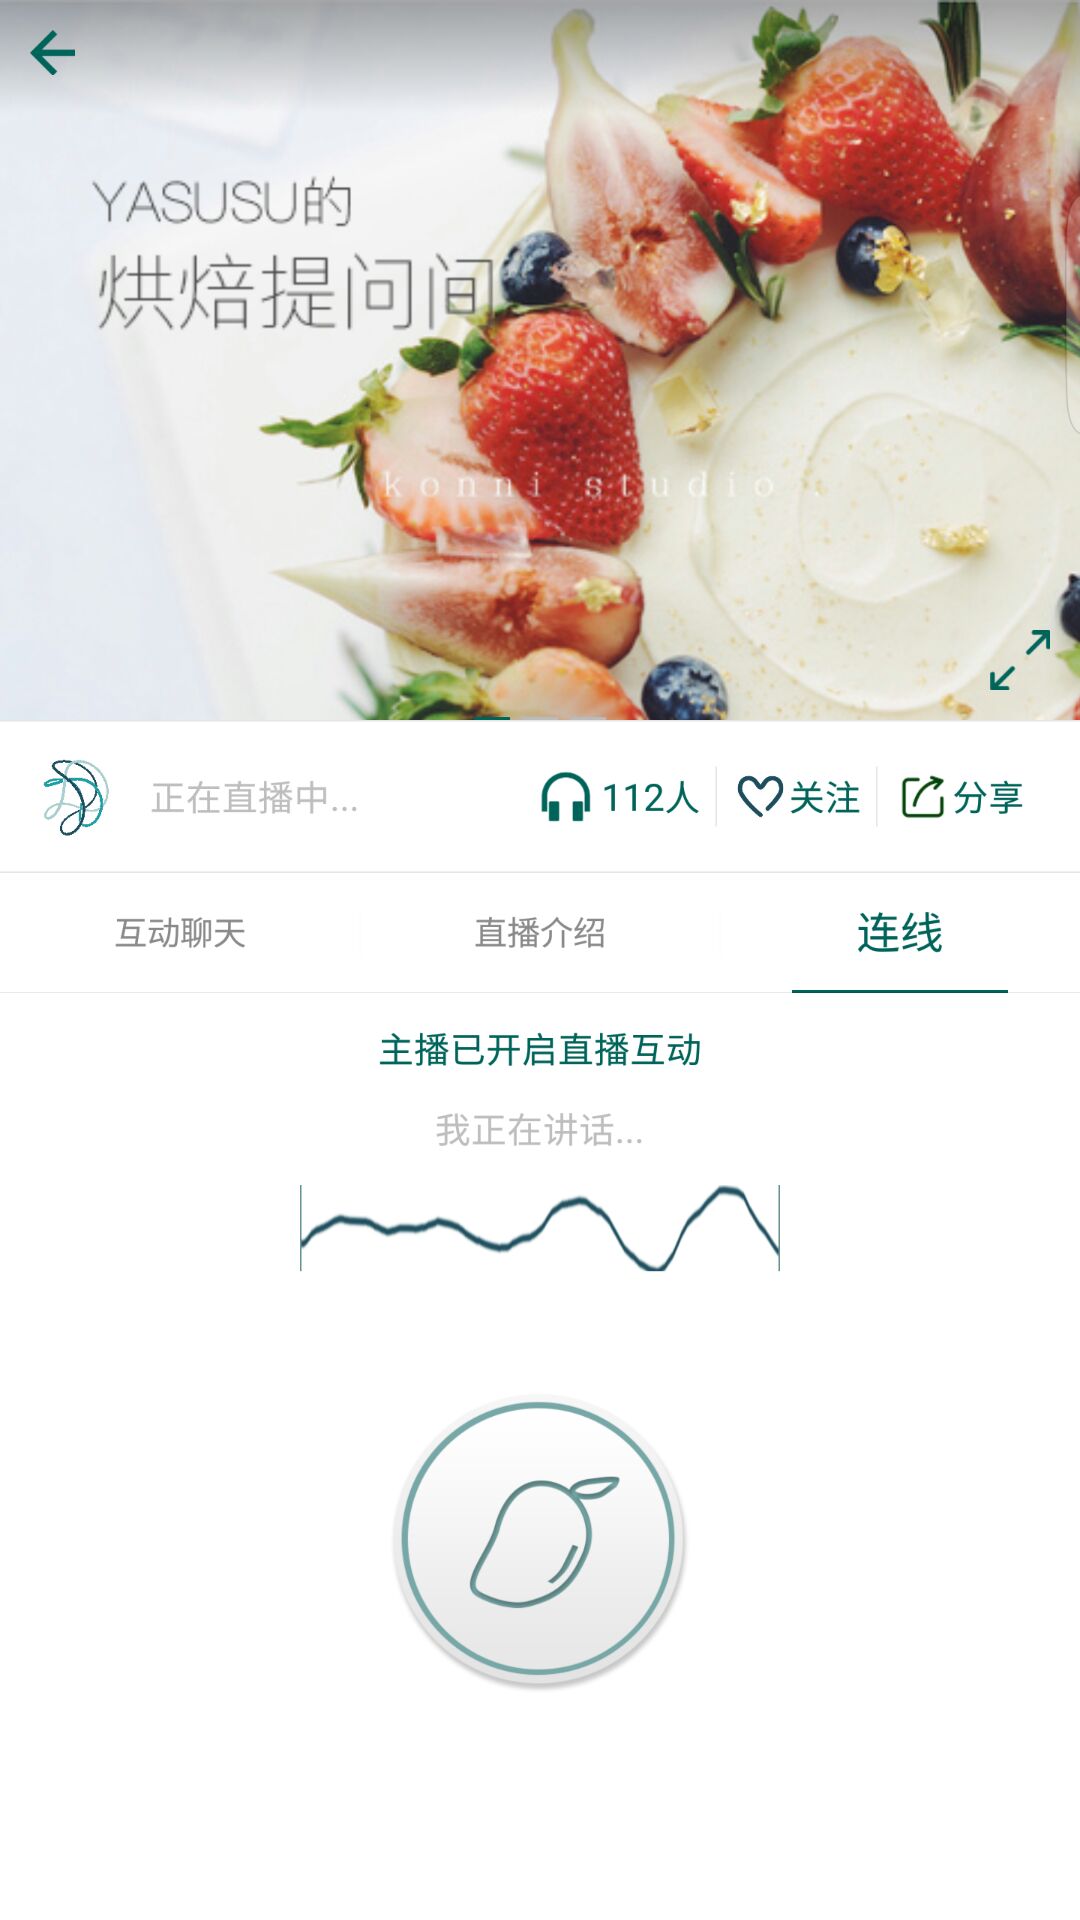 YASUSU的
烘焙提问间
konni studio.
正在直播中...
112人
关注
分享
互动聊天
直播介绍
连线
主播已开启直播互动
我正在讲话...